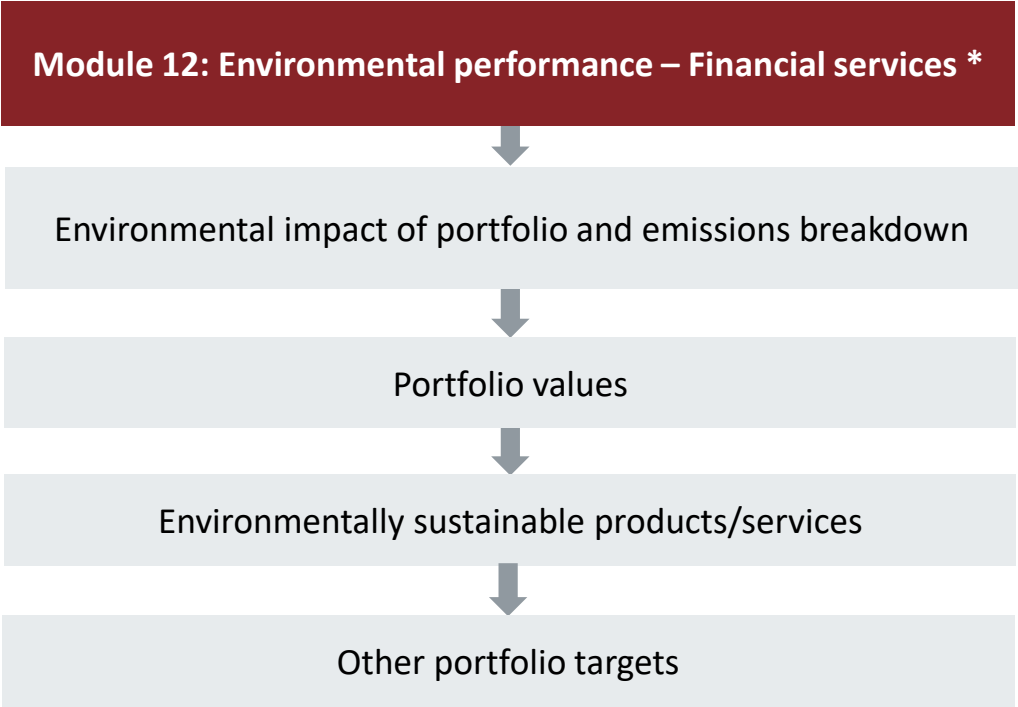 Module 12: Environmental performance – Financial services *
Environmental impact of portfolio and emissions breakdown
Portfolio values
Environmentally sustainable products/services
Other portfolio targets